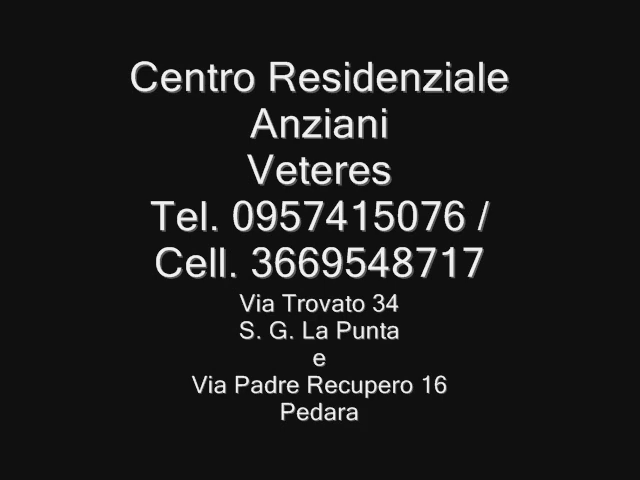 Centro Residenziale
Anziani
Veteres
Tel. 0957415076 /
Cell. 3669548717
Via Trovato 34
S. G. La Punta
e
Via Padre Recupero 16
Pedara